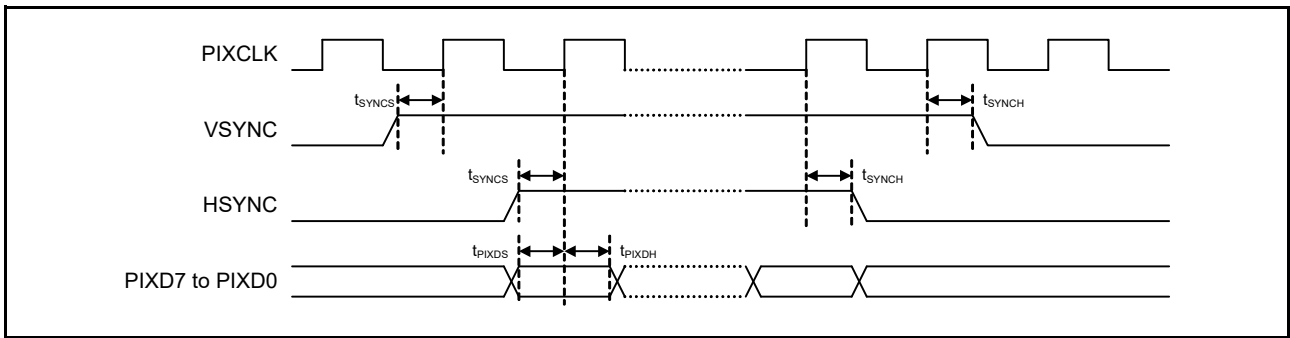 PIXCLK
tSYNCS
tSYNCH
VSYNC
tSYNCS
tSYNCH
HSYNC
tPIXDS
tPIXDH
PIXD7 to PIXD0